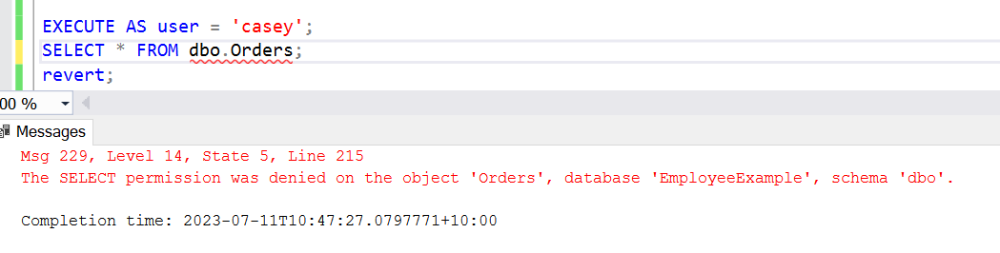 EXECUTE AS user = 'casey';
SELECT * FROM dbo.Orders;
revert;
00 %
Messages
Msg 229, Level 14, State 5, Line 215
The SELECT permission was denied on the object 'Orders', database 'EmployeeExample', schema 'dbo'.
Completion time: 2023-07-11T10:47:27.0797771+10:00